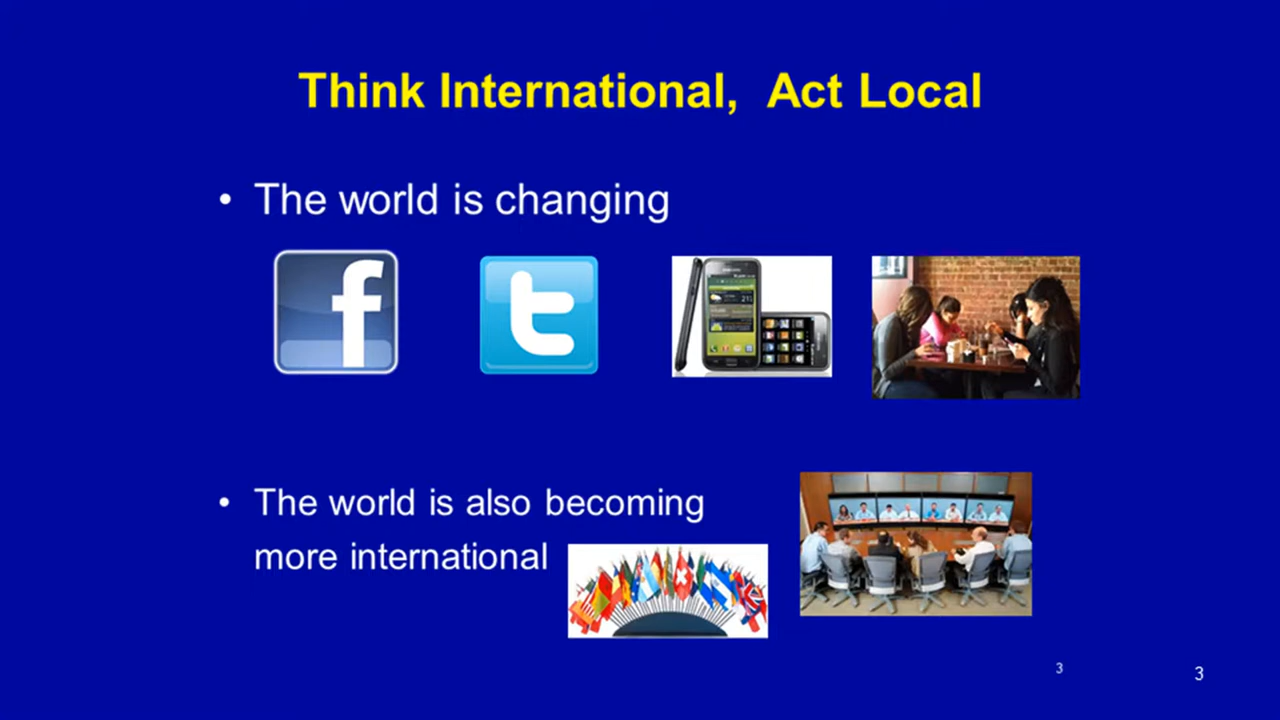 Think International, Act Local
• The world is changing
f
t
• The world is also becoming
more international
3
3